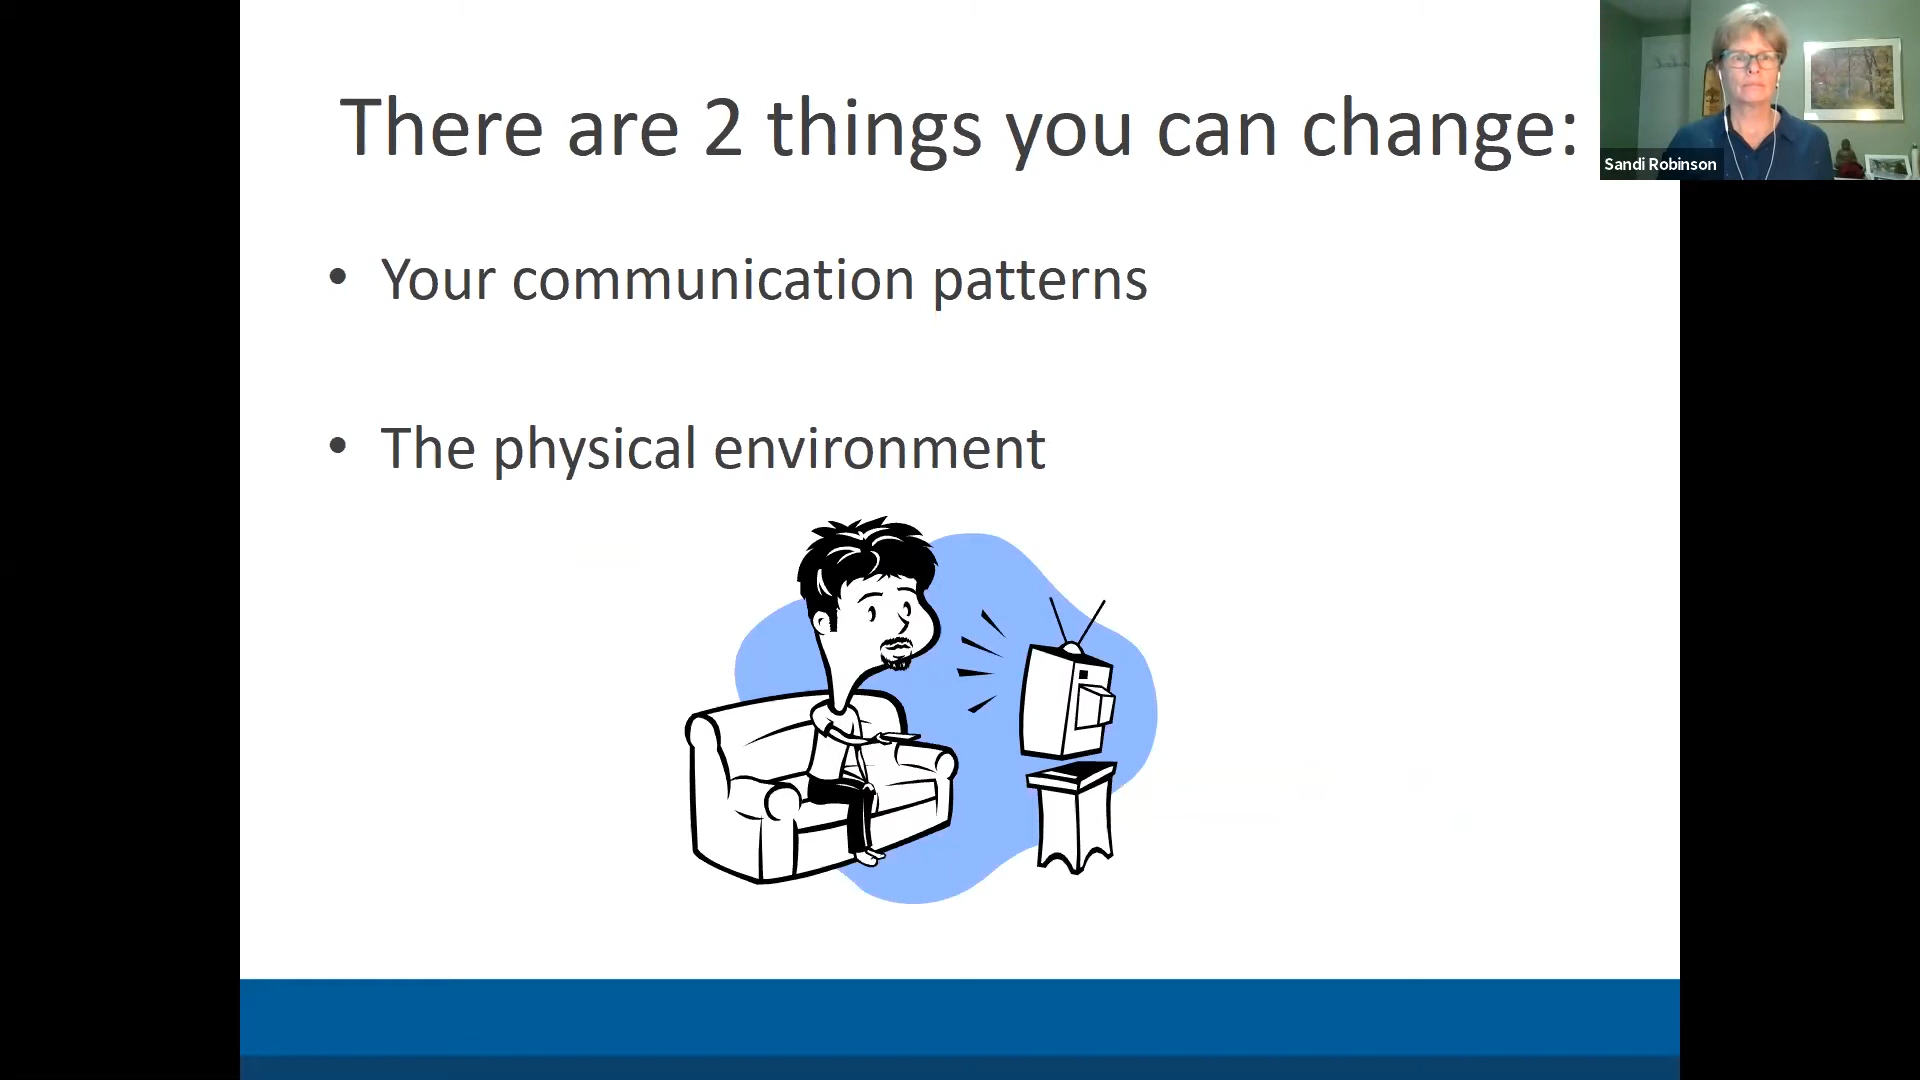 There are 2 things you can change:
Sandi Robinson
• Your communication patterns
• The physical environment